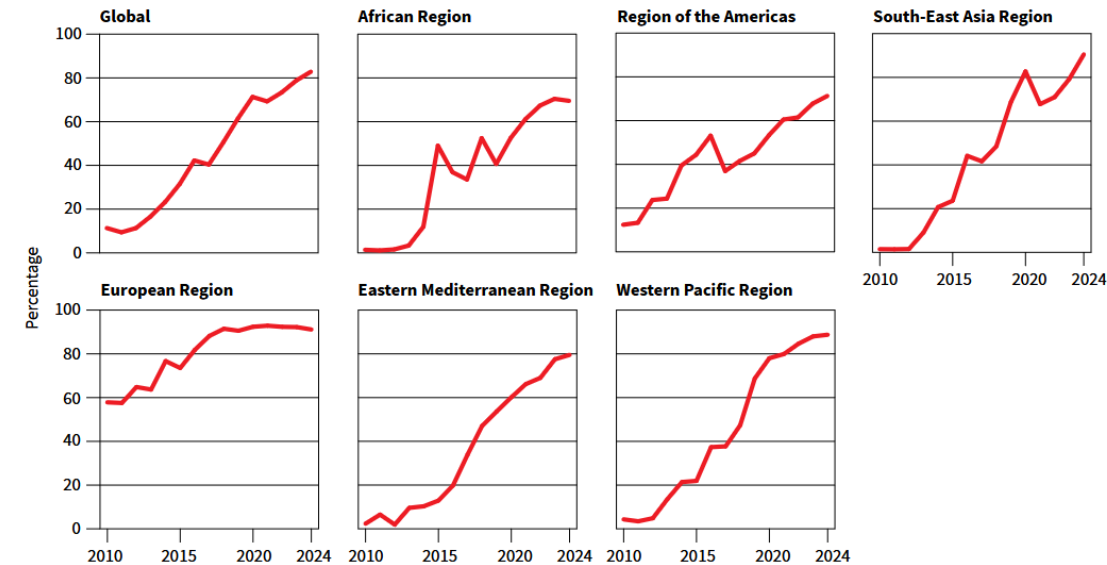 Global
African Region
Region of the Americas
South-East Asia Region
100
80
60
40
20
0
2010 2015 2020 2024
Percentage
European Region
Eastern Mediterranean Region
Western Pacific Region
100
80
60
40
20
0
2010 2015 2020 2024
2010 2015 2020 2024
2010 2015 2020 2024